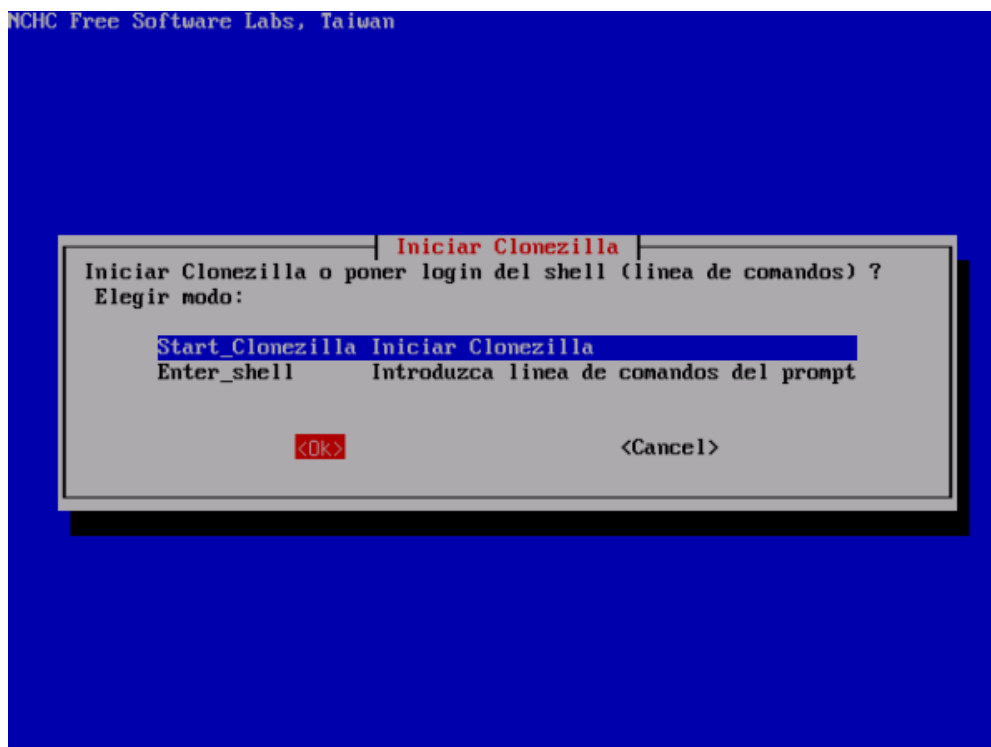 NCHC Free Software Labs, Taiwan
Iniciar Clonezilla
Iniciar Clonezilla o poner login del shell (linea de comandos) ?
Elegir modo:
Start_Clonezilla Iniciar Clonezilla
Enter_shell Introduzca linea de comandos del prompt
<Ok> <Cancel>